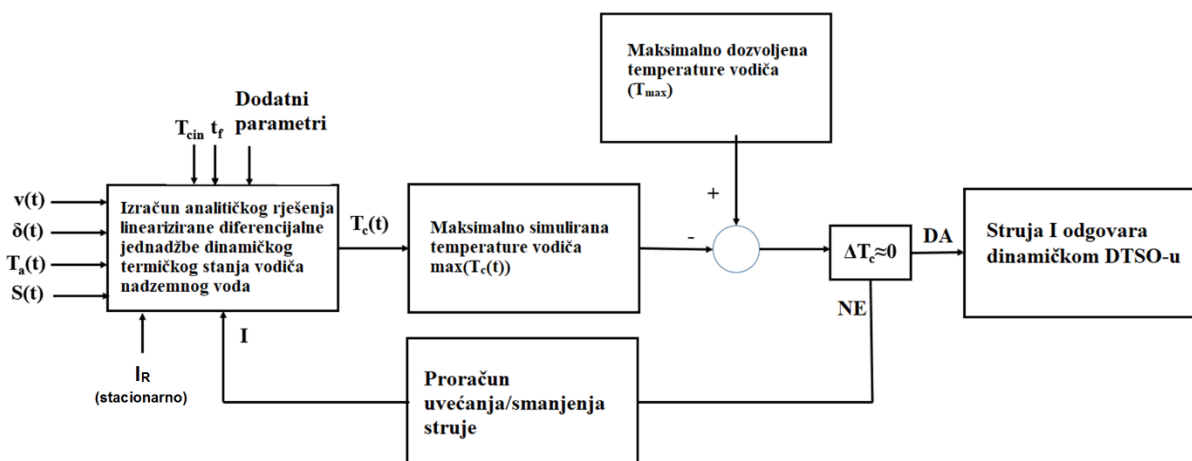 Maksimalno dozvoljena
temperature vodiča
(Tmax)
Dodatni
parametri
Tcin tf
+
v(t)
δ(t)
Ta(t)
S(t)
Izračun analitičkog rješenja
linearizirane diferencijalne
jednadžbe dinamičkog
termičkog stanja vodiča
nadzemnog voda
Tc(t)
Maksimalno simulirana
temperature vodiča
max(Tc(t))
-
ΔTc≈0
DA
Struja I odgovara
dinamičkom DTSO-u
NE
I
IR
(stacionarno)
Proračun
uvećanja/smanjenja
struje